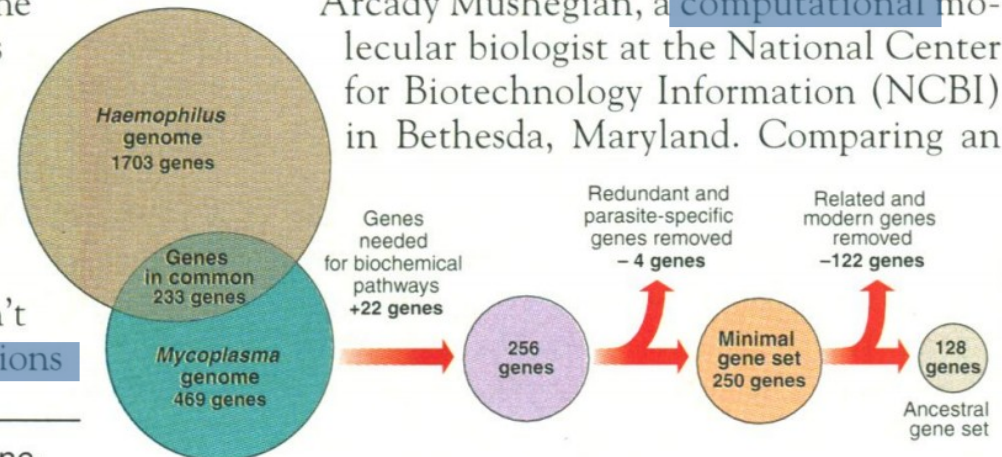 Arcady Mushegian, a computational mo-
lecular biologist at the National Center
for Biotechnology Information (NCBI)
in Bethesda, Maryland. Comparing an
n't
ions
Haemophilus
genome
1703 genes
Genes
in common
233 genes
Mycoplasma
genome
469 genes
Genes
needed
for biochemical
pathways
+22 genes
256
genes
Redundant and
parasite-specific
genes removed
– 4 genes
Minimal
gene set
250 genes
Related and
modern genes
removed
–122 genes
128
genes
Ancestral
gene set